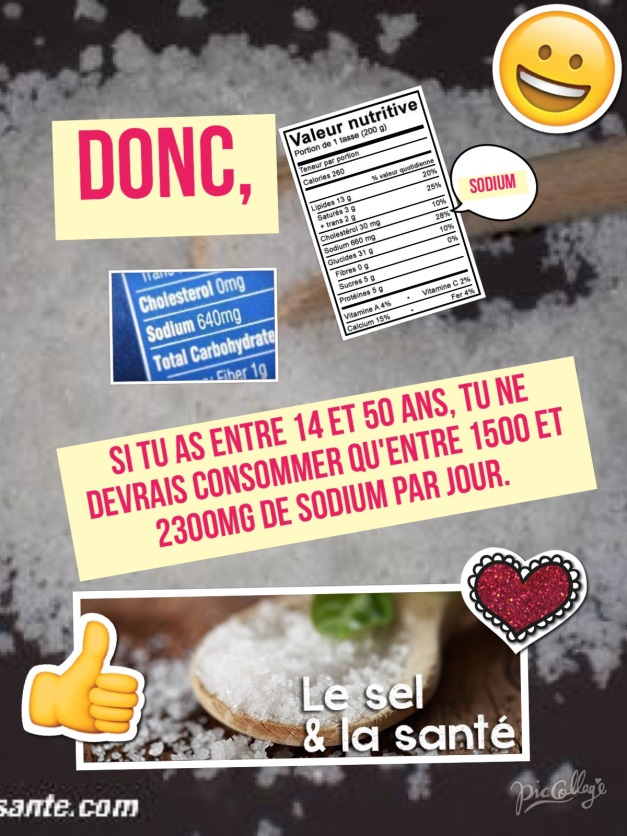 DONC,
Valeur nutritive
Portion de 1 tasse (200 g)
Teneur par portion
Calories 260
% valeur quotidienne
Lipides 13 g 20%
Saturés 3 g 25%
+ trans 2 g
Cholestérol 30 mg 10%
Sodium 660 mg 28%
Glucides 31 g 10%
Fibres 0 g 0%
Sucres 5 g
Protéines 5 g
Vitamine A 4% • Vitamine C 2%
Calcium 15% • Fer 4%
SODIUM
Cholesterol 0mg
Sodium 640mg
Total Carbohydrate
Fiber 1g
SI TU AS ENTRE 14 ET 50 ANS, TU NE
DEVRAIS CONSOMMER QU'ENTRE 1500 ET
2300MG DE SODIUM PAR JOUR.
Le sel
& la santé
sante.com
Pic Collage